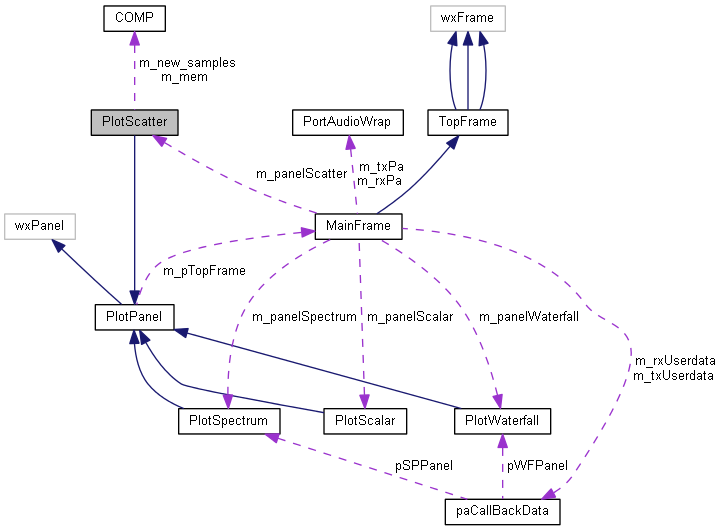 COMP
wxFrame
m_new_samples
m_mem
PlotScatter
PortAudioWrap
TopFrame
m_panelScatter
m_txPa
m_rxPa
wxPanel
MainFrame
m_pTopFrame
PlotPanel
m_panelSpectrum
m_panelScalar
m_panelWaterfall
m_rxUserdata
m_txUserdata
PlotSpectrum
PlotScalar
PlotWaterfall
pSPPanel
pWFPanel
paCallBackData